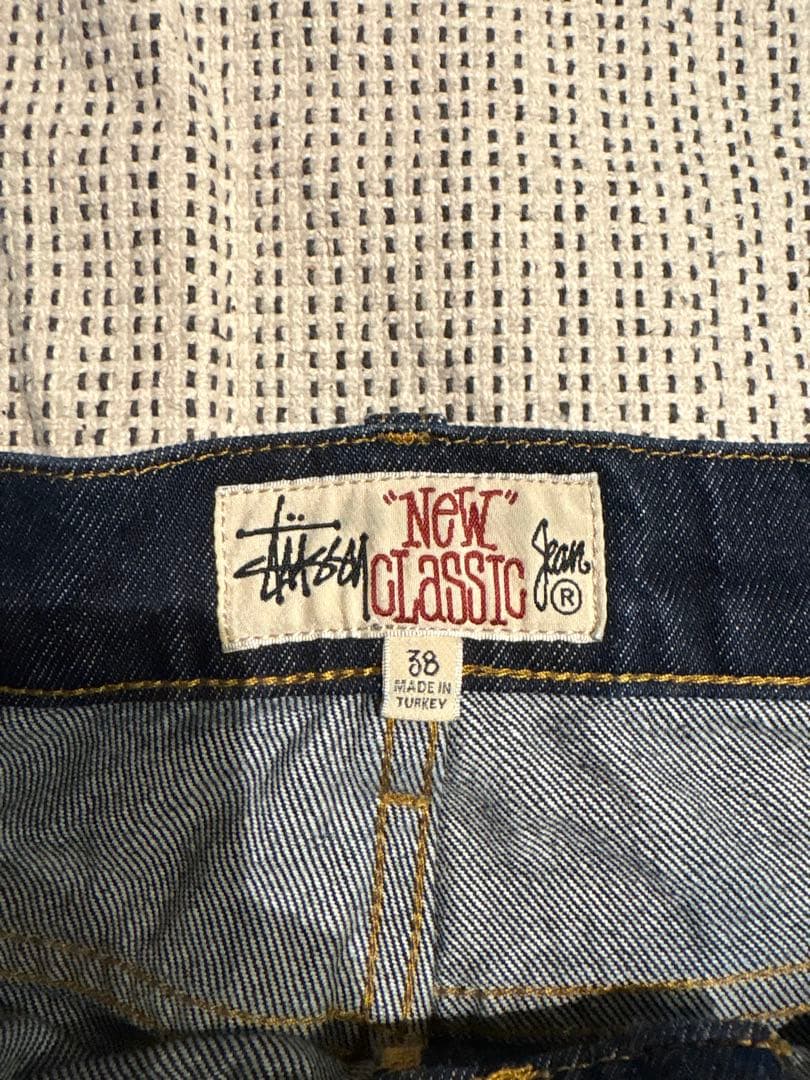 Stüssy "New" Classic Jean ®
38
MADE IN
TURKEY